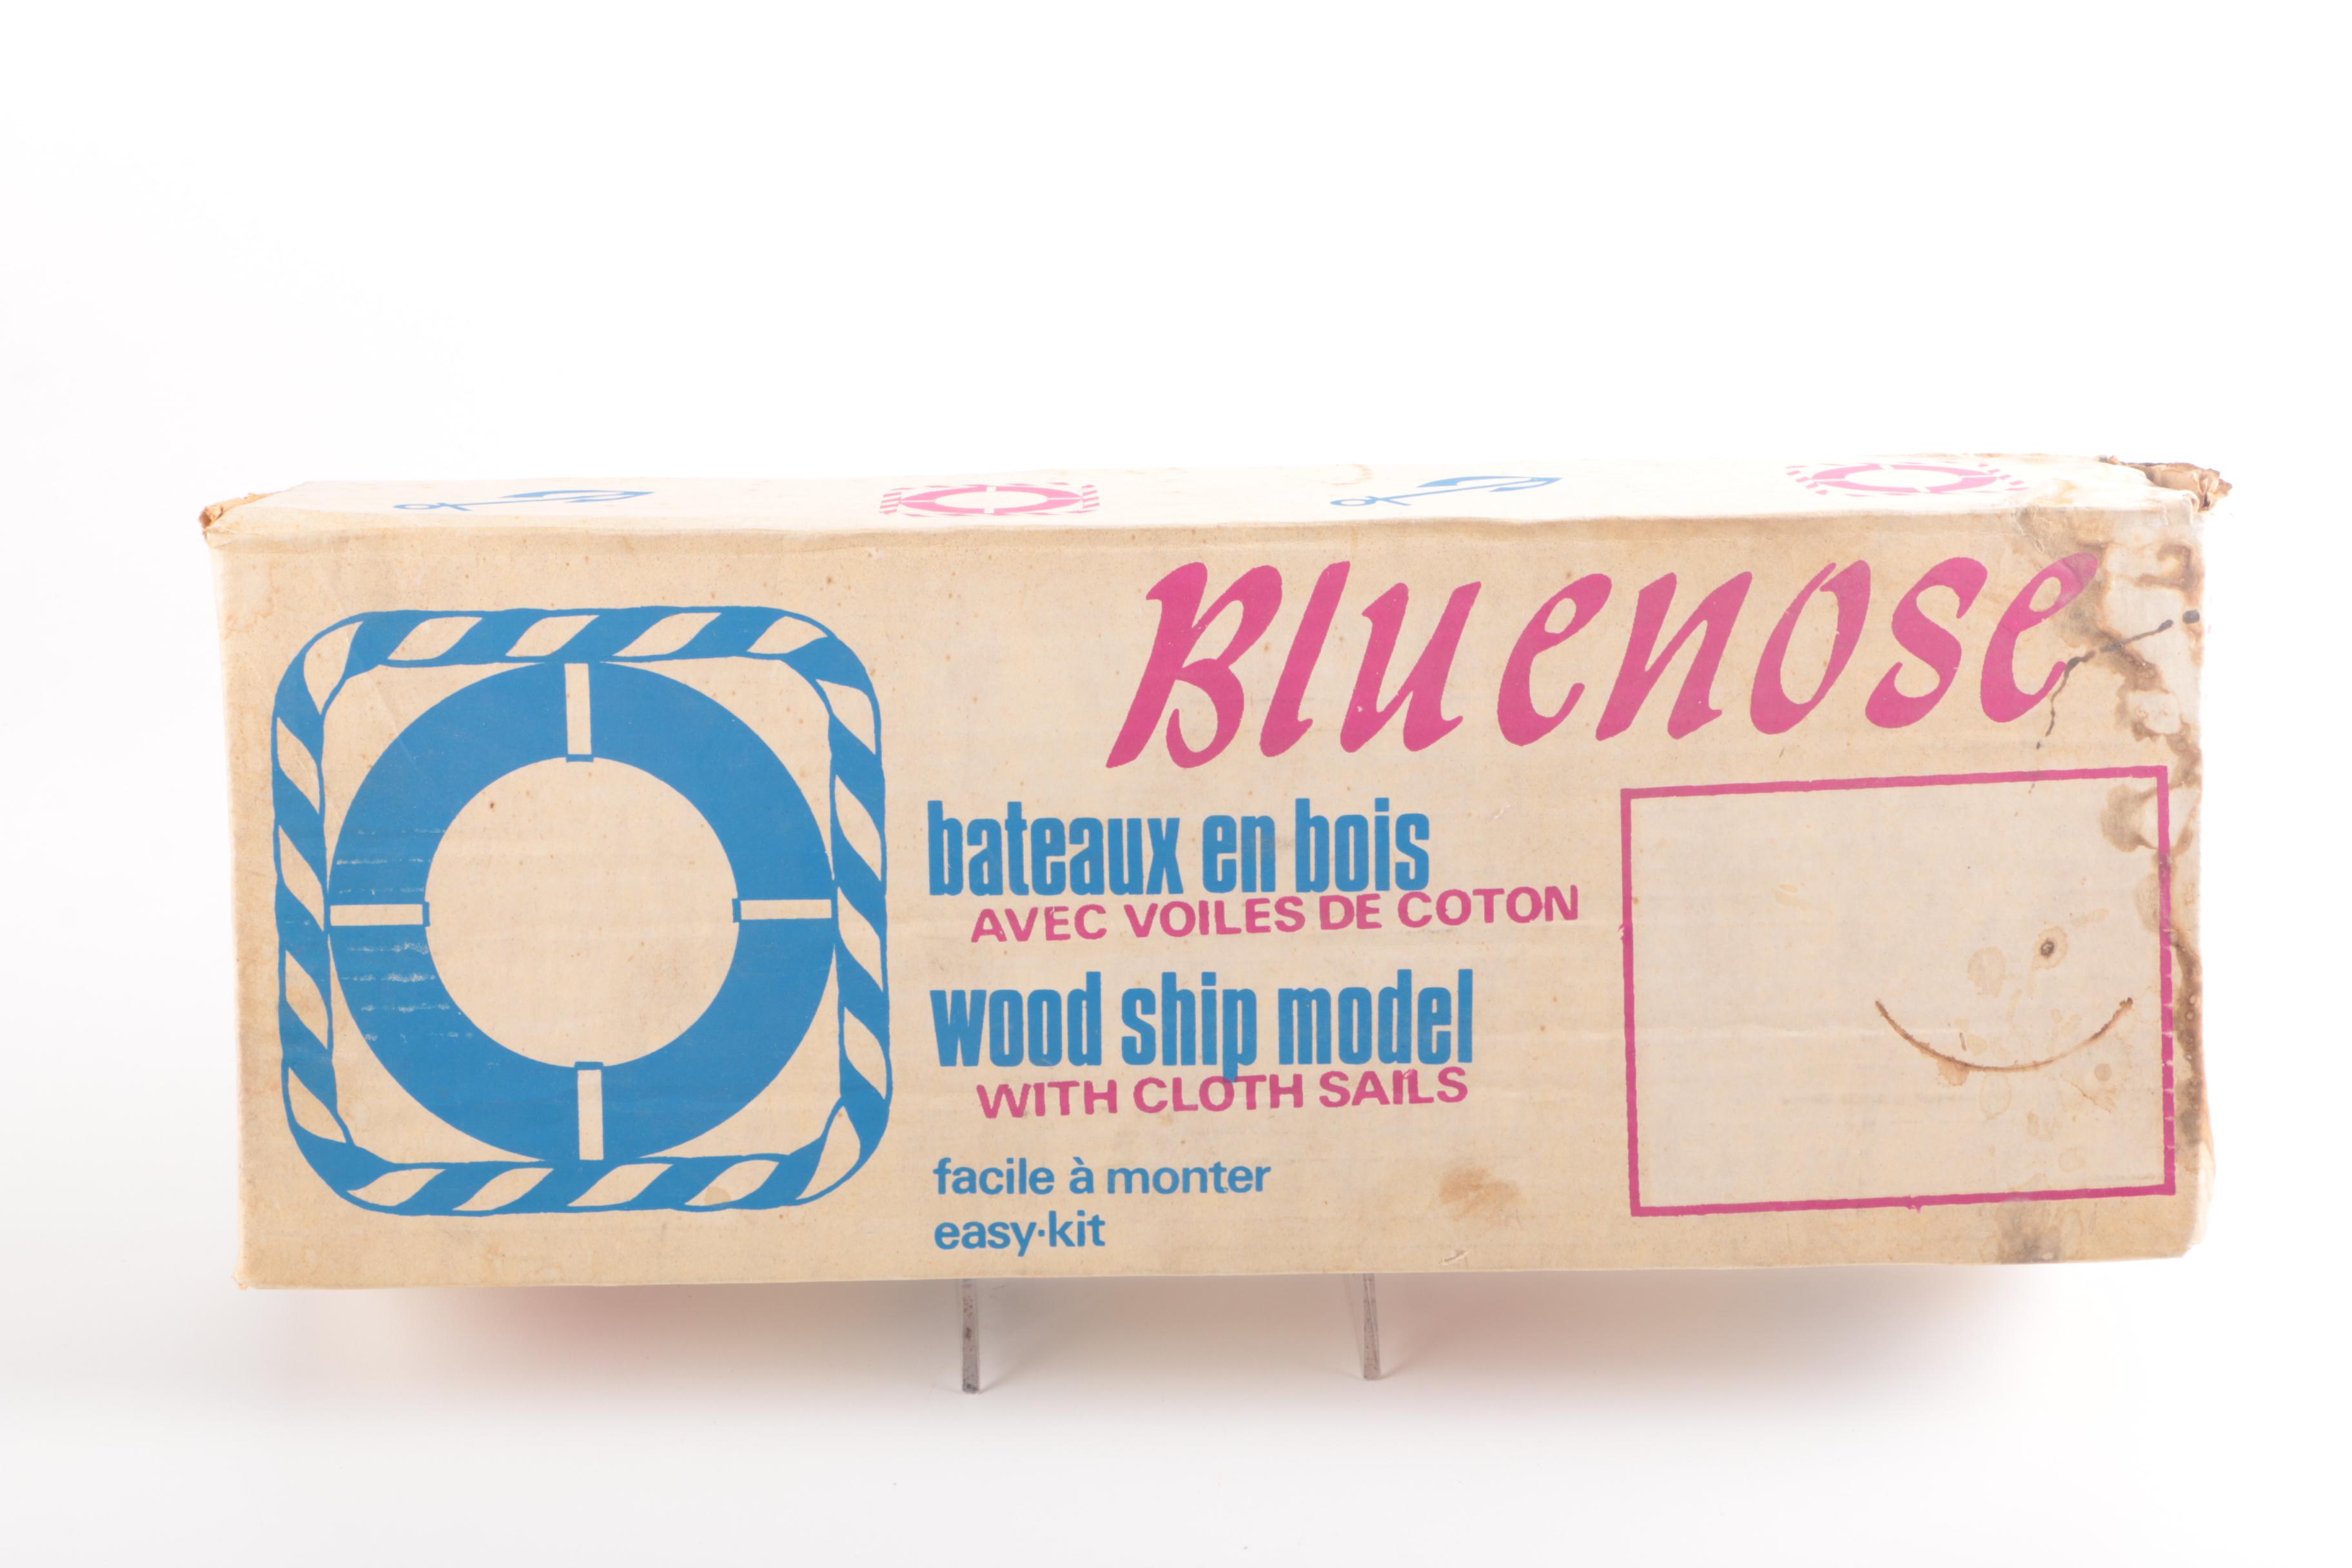 Bluenose
bateaux en bois
AVEC VOILES DE COTON
wood ship model
WITH CLOTH SAILS
facile à monter
easy·kit